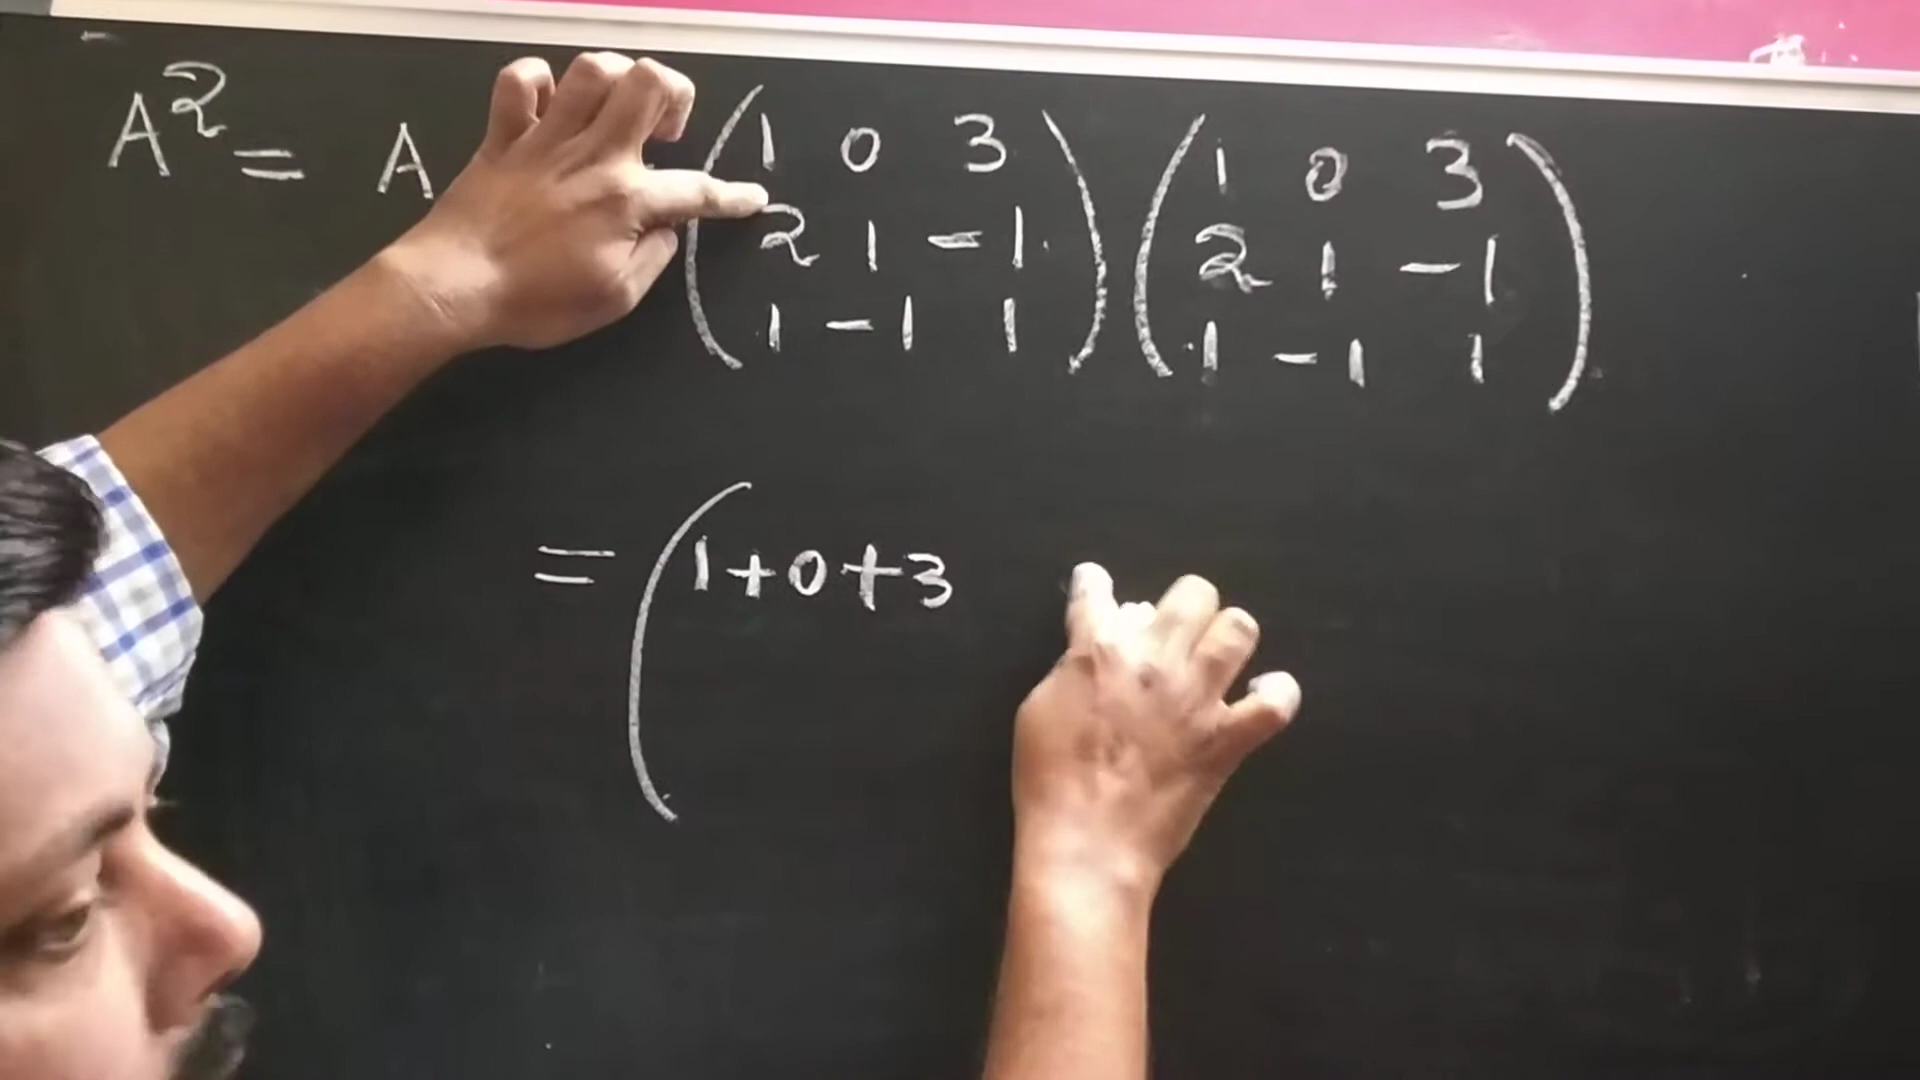 A² = A (1 0 3) (1 0 3)
2 1 -1 2 1 -1
1 -1 1 1 -1 1
= (1+0+3